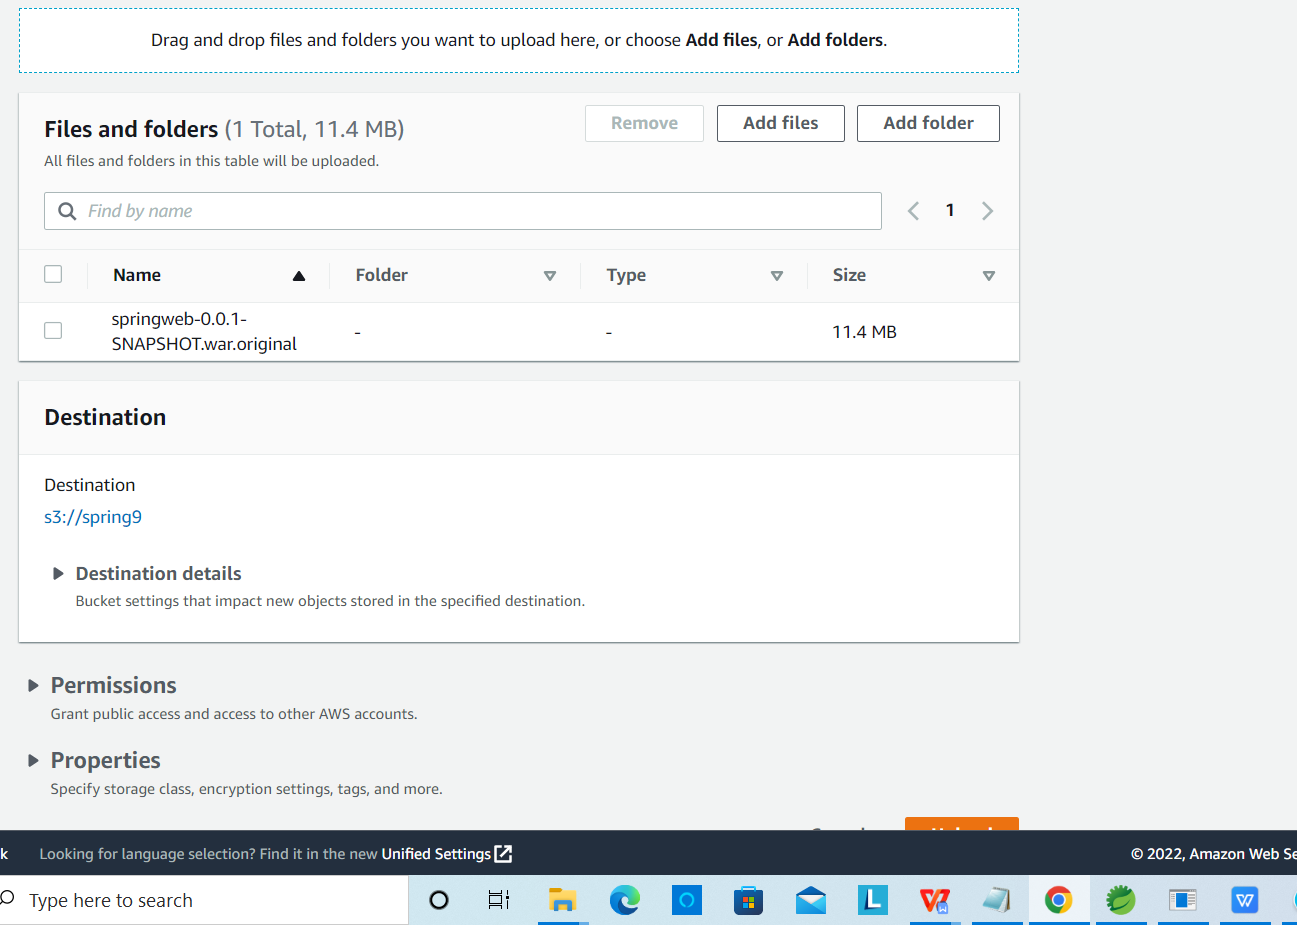 Drag and drop files and folders you want to upload here, or choose Add files, or Add folders.
Files and folders (1 Total, 11.4 MB)
Remove
Add files
Add folder
All files and folders in this table will be uploaded.
Find by name
1
Name
Folder
Type
Size
springweb-0.0.1-
SNAPSHOT.war.original
-
-
11.4 MB
Destination
Destination
s3://spring9
Destination details
Bucket settings that impact new objects stored in the specified destination.
Permissions
Grant public access and access to other AWS accounts.
Properties
Specify storage class, encryption settings, tags, and more.
k
Looking for language selection? Find it in the new Unified Settings
© 2022, Amazon Web Se
Type here to search